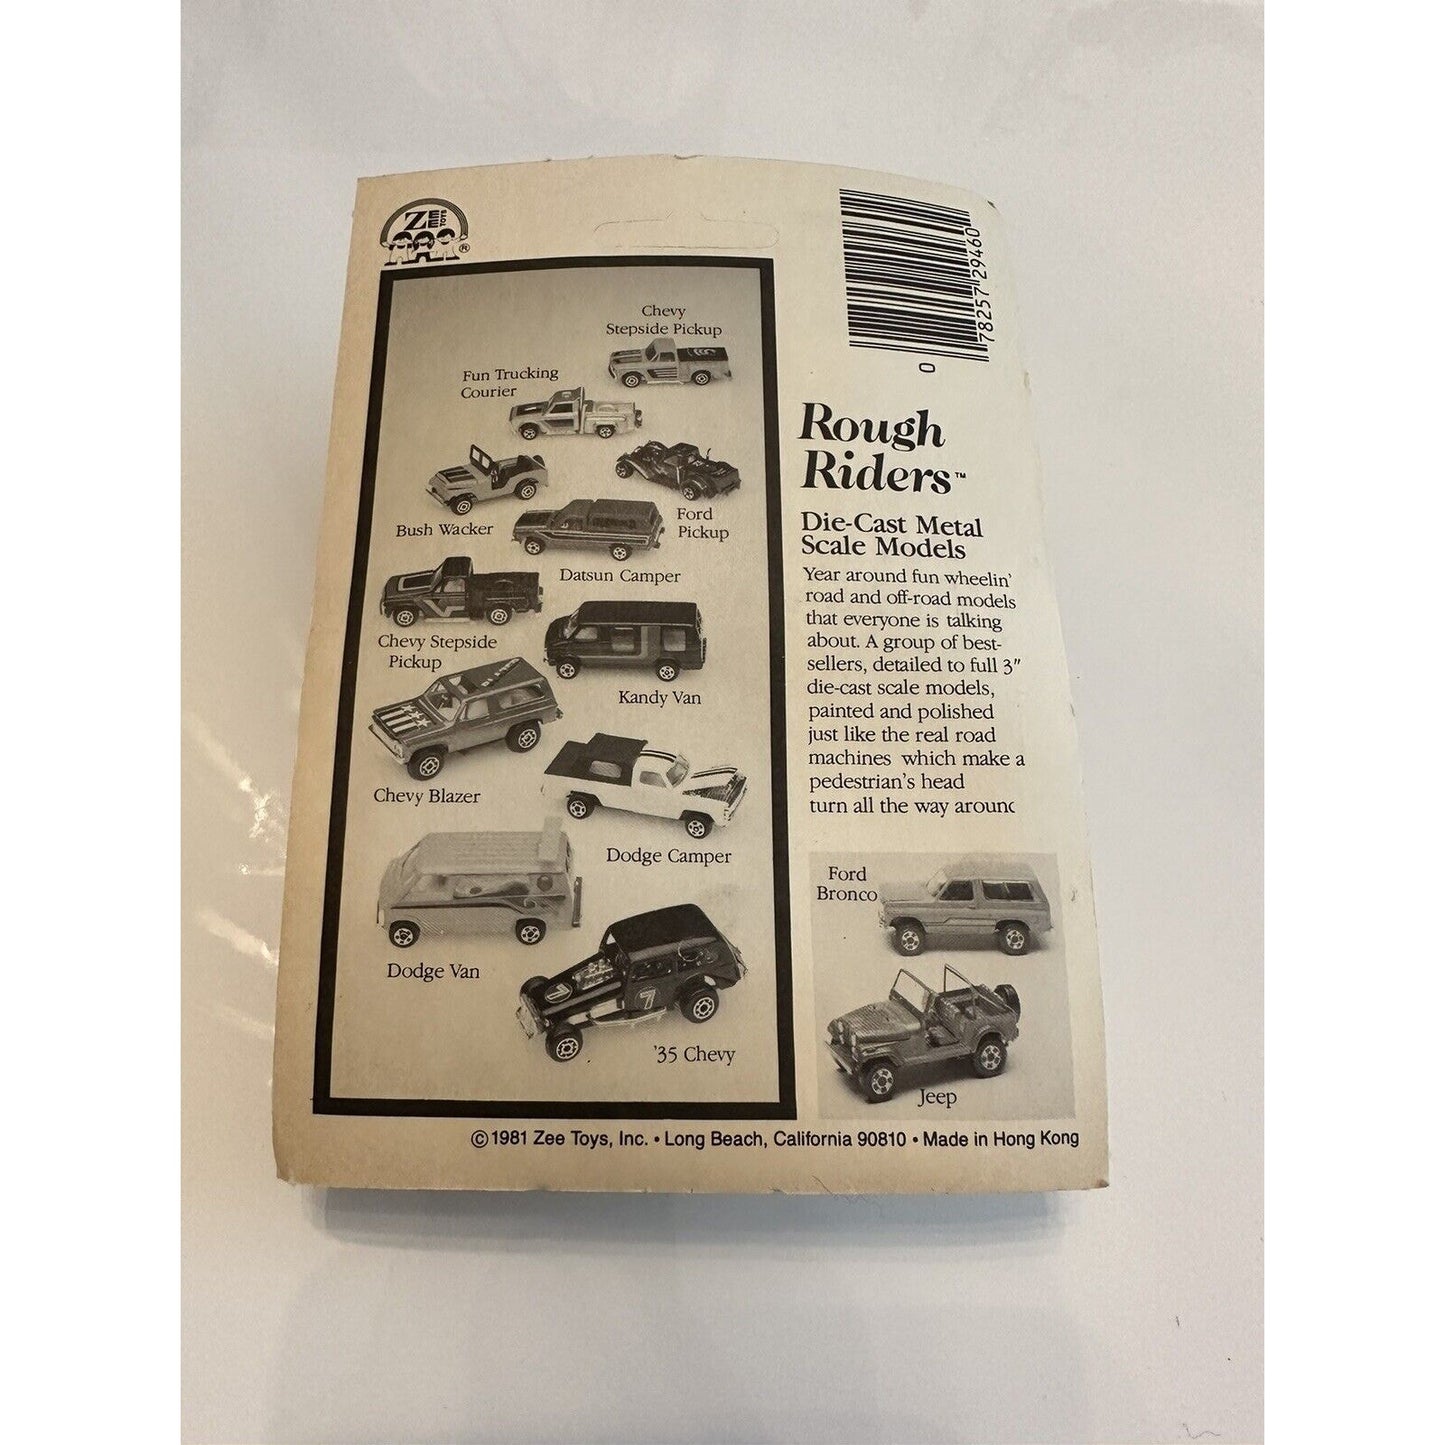 ZEE
TOYS
®
0
78257 29460
Chevy
Stepside Pickup
Fun Trucking
Courier
Bush Wacker
Ford
Pickup
Datsun Camper
Chevy Stepside
Pickup
Kandy Van
Chevy Blazer
Dodge Camper
Dodge Van
7
'35 Chevy
Rough
Riders™
Die-Cast Metal
Scale Models
Year around fun wheelin'
road and off-road models
that everyone is talking
about. A group of best-
sellers, detailed to full 3"
die-cast scale models,
painted and polished
just like the real road
machines which make a
pedestrian's head
turn all the way around
Ford
Bronco
Jeep
© 1981 Zee Toys, Inc. • Long Beach, California 90810 • Made in Hong Kong